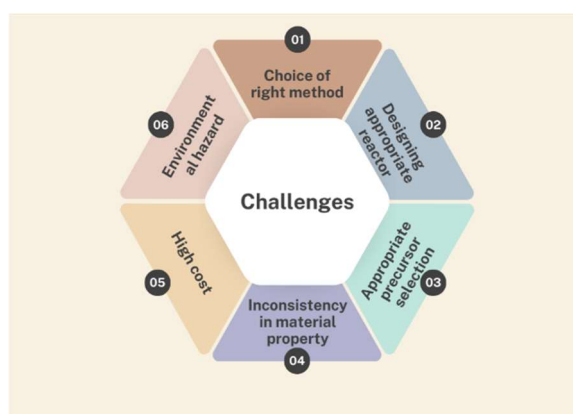 01
Choice of
right method
02
Designing
appropriate
reactor
03
Appropriate
precursor
selection
04
Inconsistency
in material
property
05
High cost
06
Environment
al hazard
Challenges